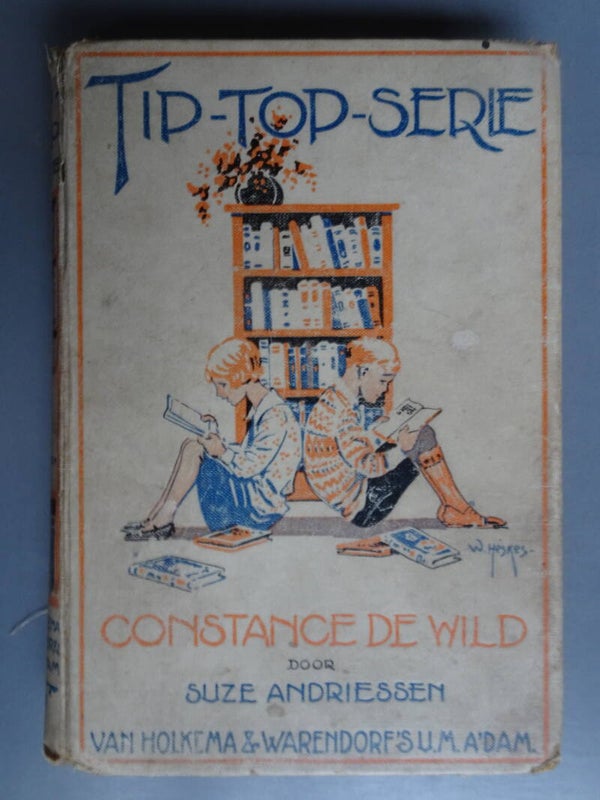 TIP-TOP-SERIE
W. Heskes-
CONSTANCE DE WILD
DOOR
SUZE ANDRIESSEN
VAN HOLKEMA & WARENDORF'S U.M. A'DAM.